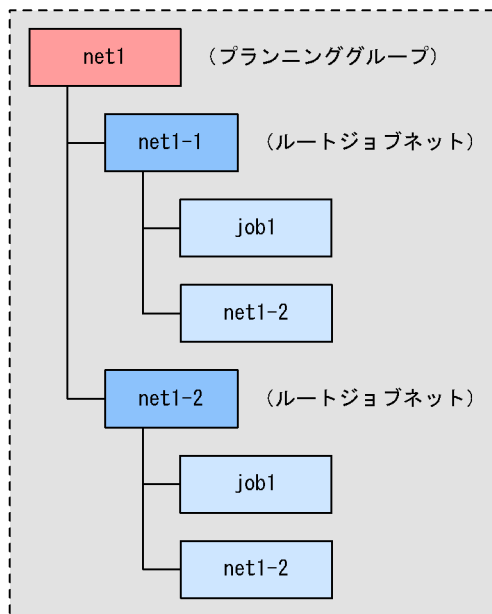 net1 （プランニンググループ）
net1-1 （ルートジョブネット）
job1
net1-2
net1-2 （ルートジョブネット）
job1
net1-2